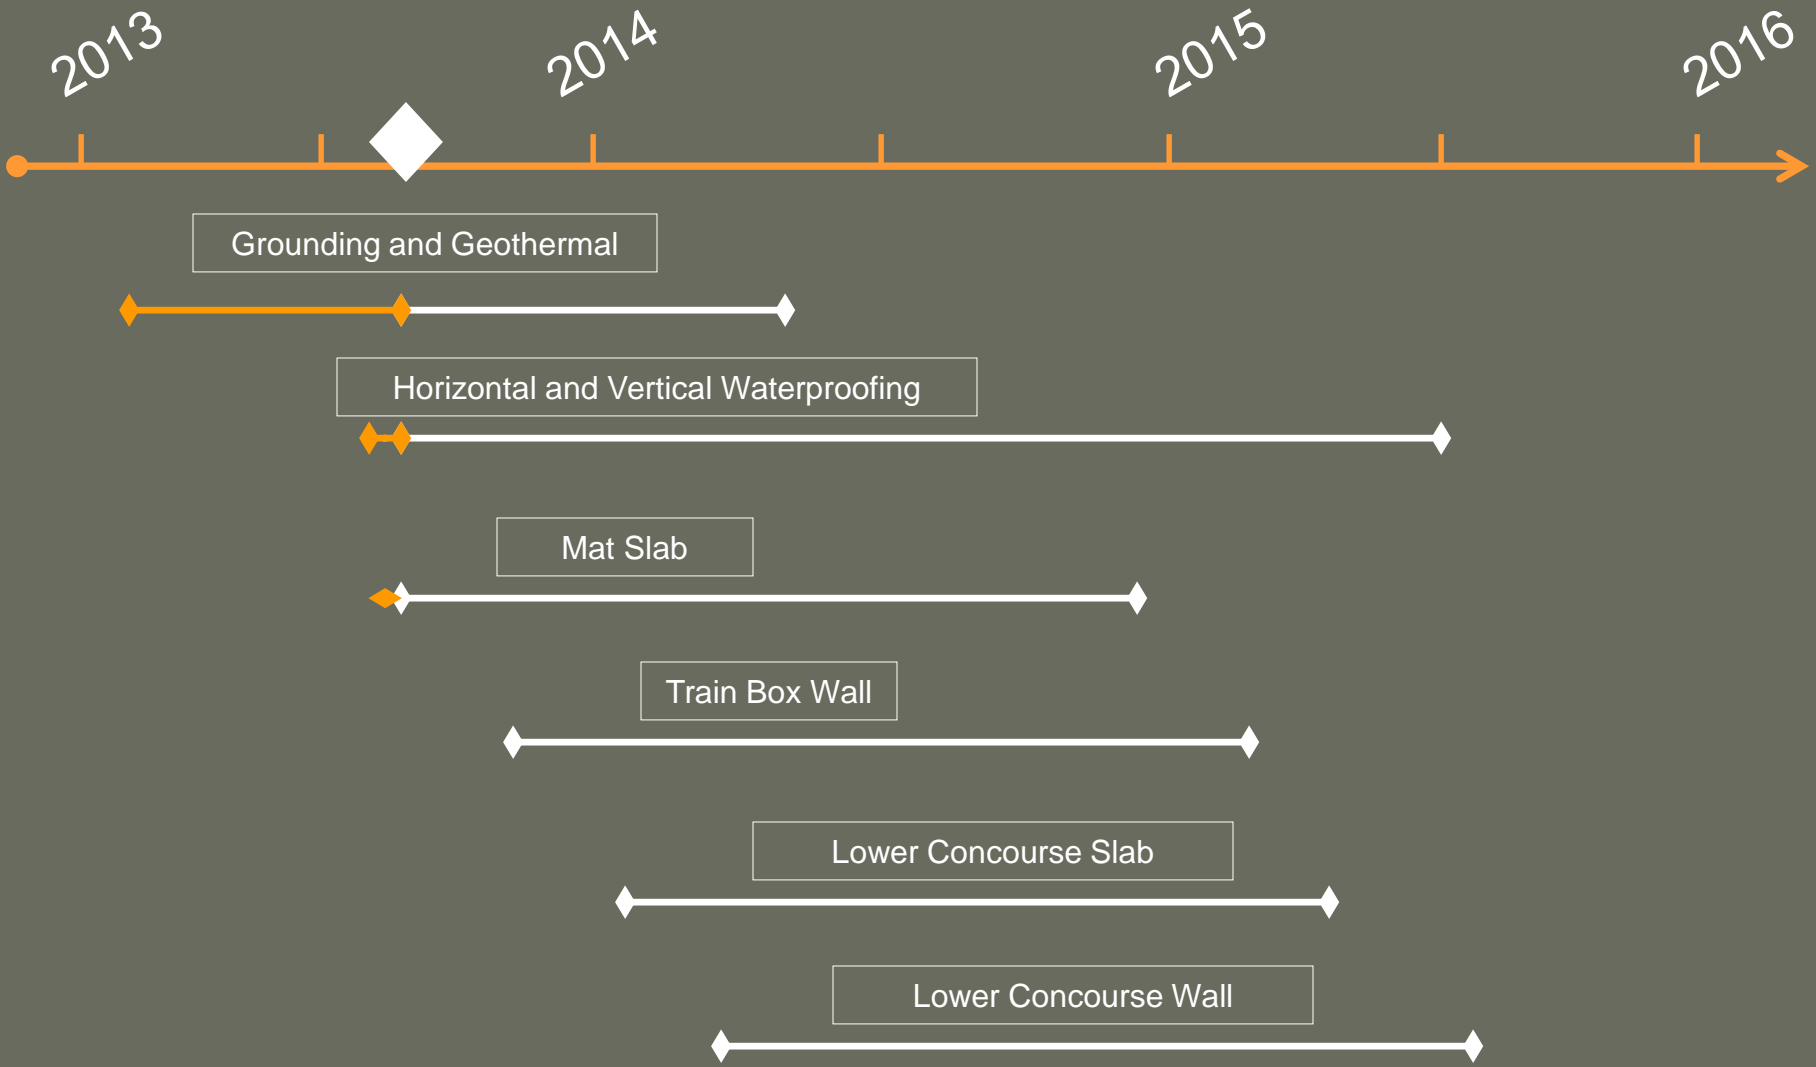 2013
2014
2015
2016
Grounding and Geothermal
Horizontal and Vertical Waterproofing
Mat Slab
Train Box Wall
Lower Concourse Slab
Lower Concourse Wall